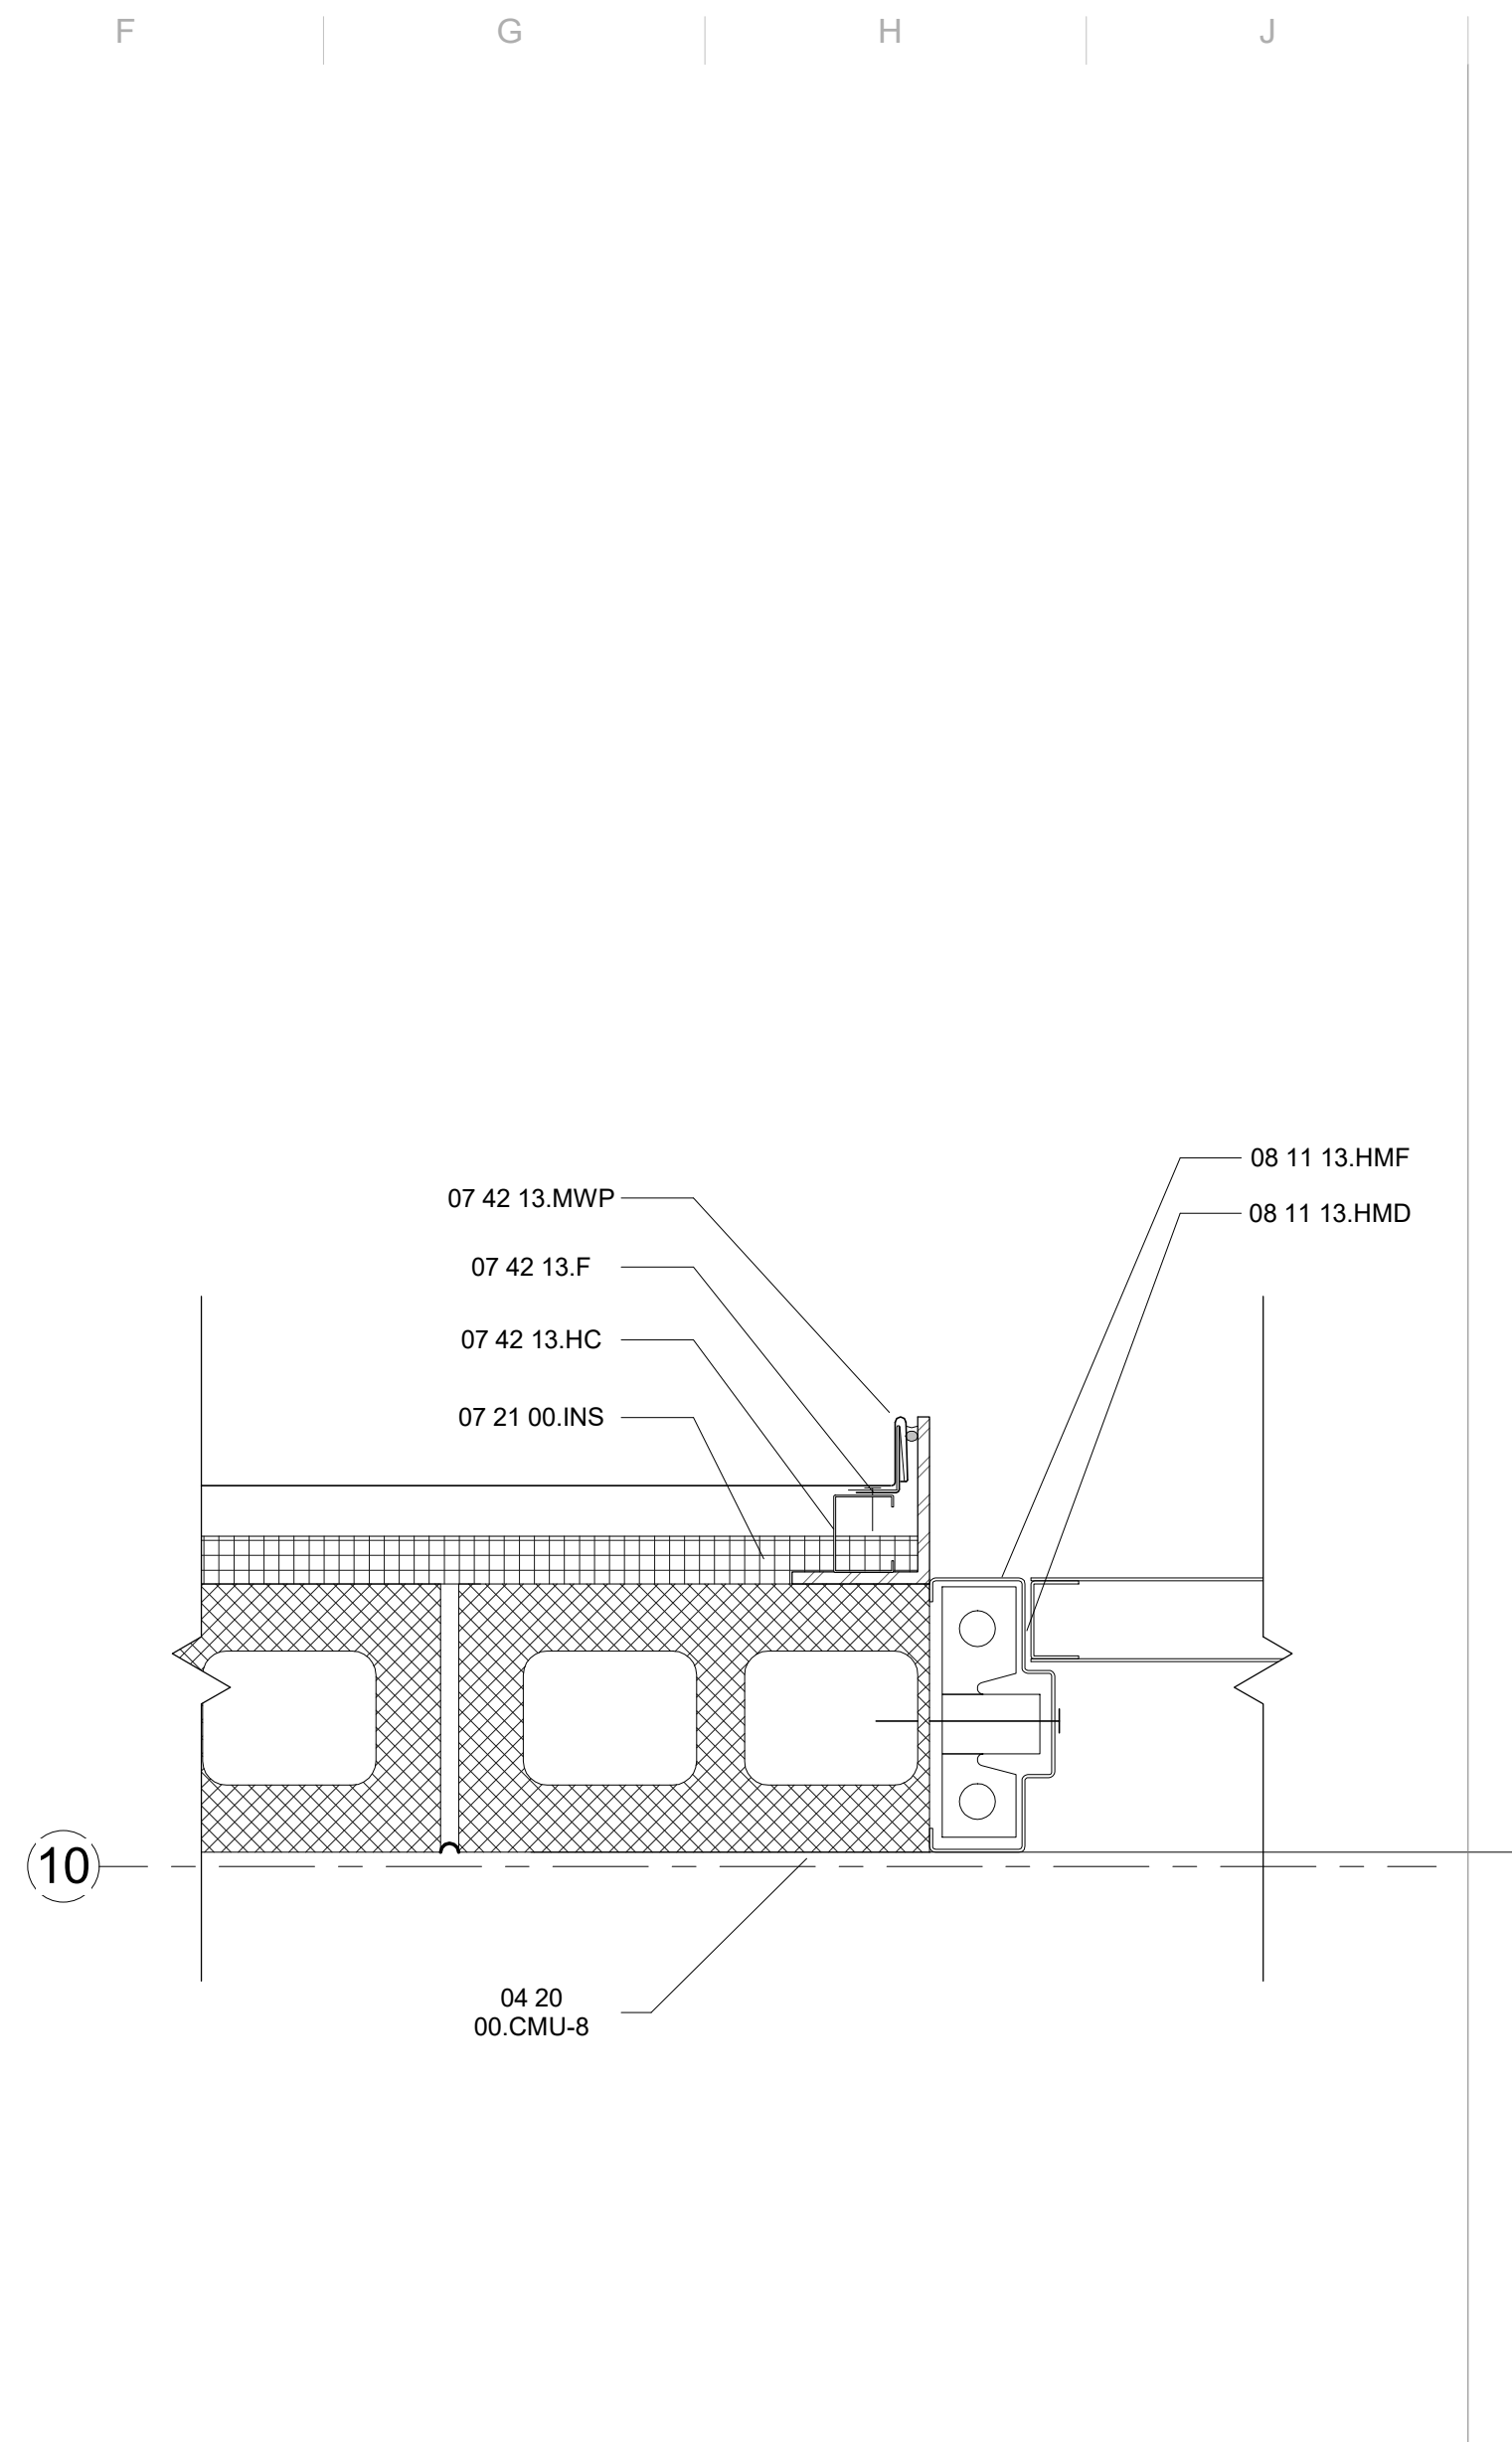 F
G
H
J
08 11 13.HMF
07 42 13.MWP
08 11 13.HMD
07 42 13.F
07 42 13.HC
07 21 00.INS
10
04 20
00.CMU-8